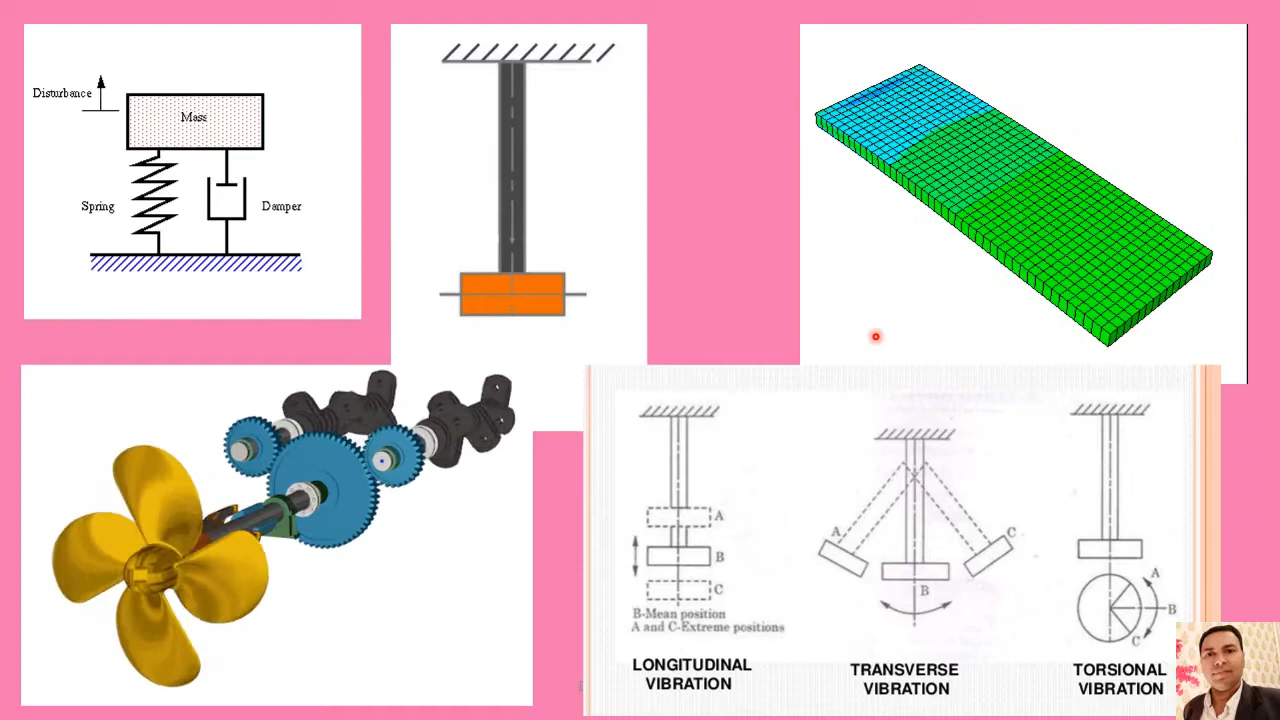 Disturbance
Mass
Spring
Damper
A
B
C
B-Mean position
A and C-Extreme positions
LONGITUDINAL
VIBRATION
A
C
B
TRANSVERSE
VIBRATION
A
B
C
TORSIONAL
VIBRATION